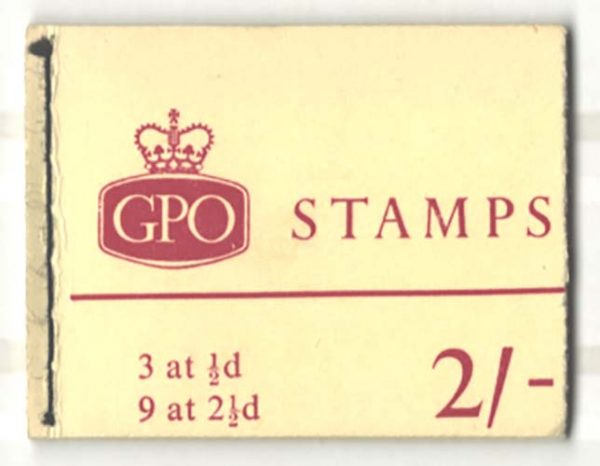 GPO STAMPS
3 at ½d
9 at 2½d
2/-